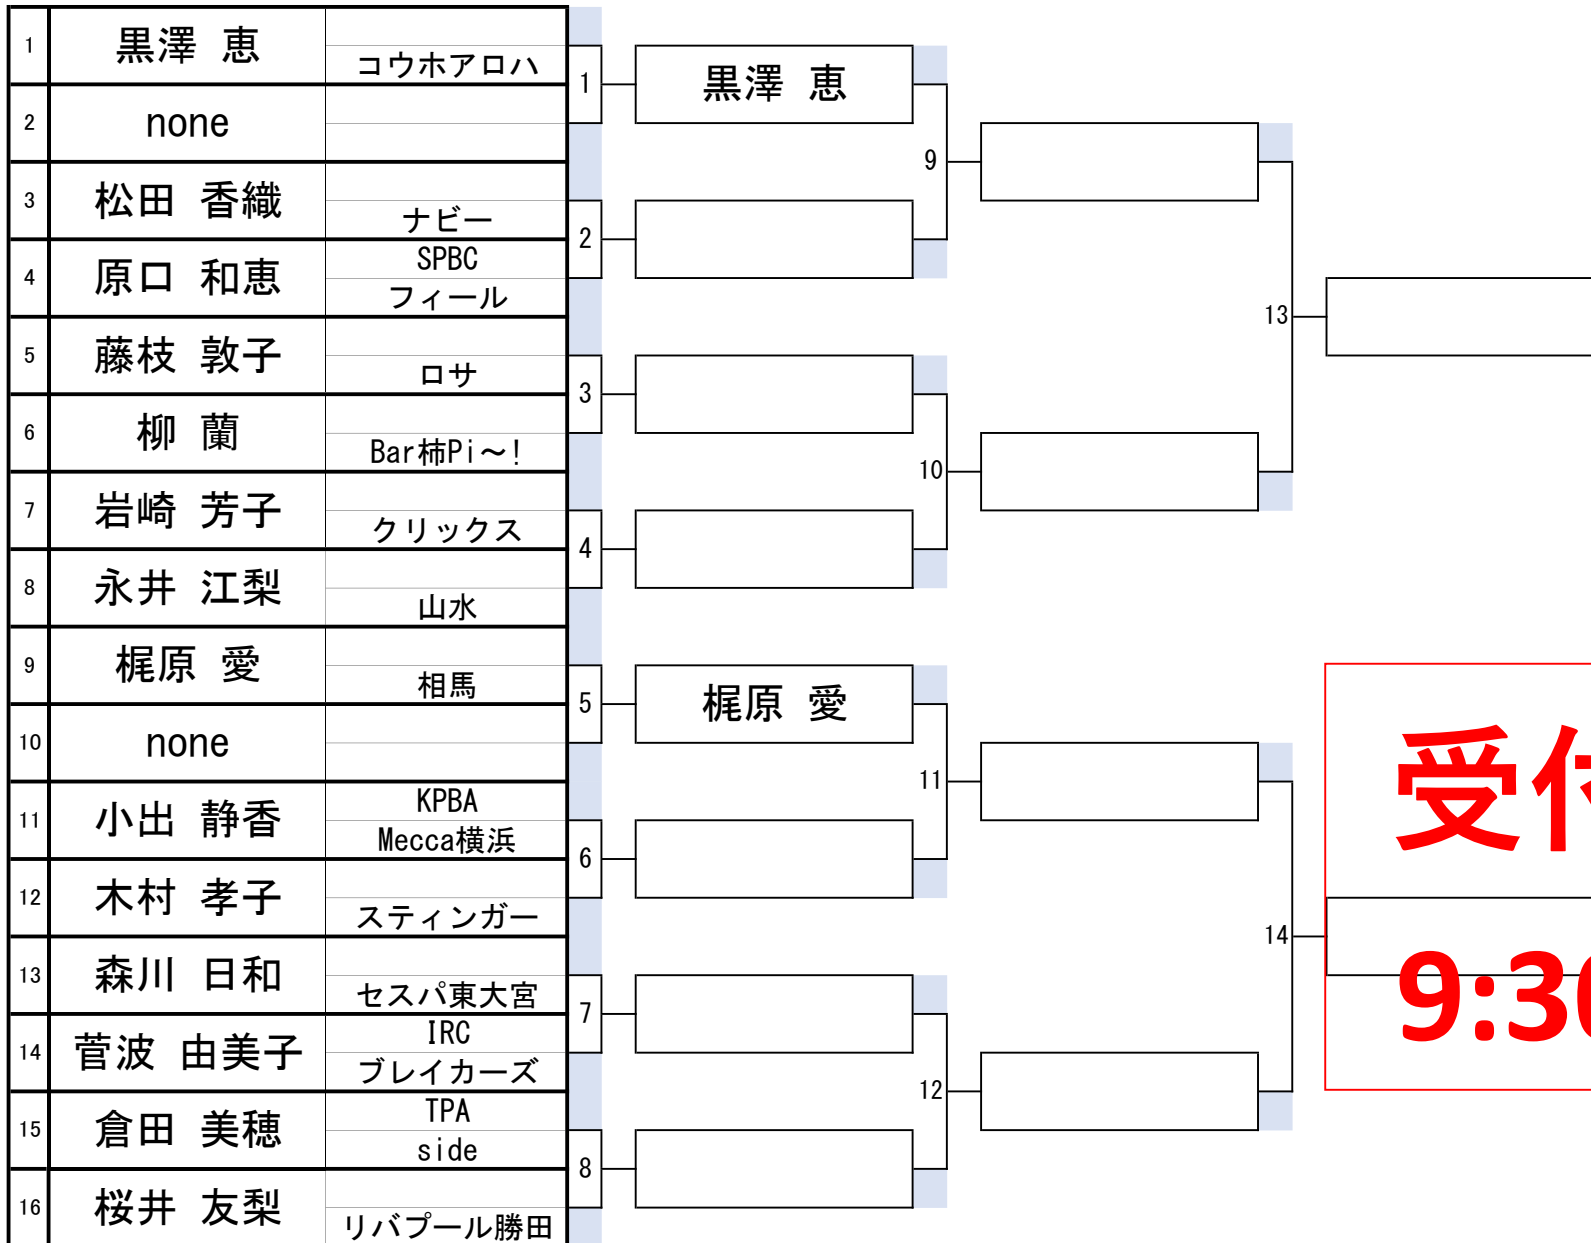 1 黒澤 恵 コウホアロハ
2 none
3 松田 香織 ナビー
4 原口 和恵 SPBC フィール
5 藤枝 敦子 ロサ
6 柳 蘭 Bar柿Pi～!
7 岩崎 芳子 クリックス
8 永井 江梨 山水
9 梶原 愛 相馬
10 none
11 小出 静香 KPBA Mecca横浜
12 木村 孝子 スティンガー
13 森川 日和 セスパ東大宮
14 菅波 由美子 IRC ブレイカーズ
15 倉田 美穂 TPA side
16 桜井 友梨 リバプール勝田
1 黒澤 恵
2
3
4
5 梶原 愛
6
7
8
9
10
11
12
13
14
受付
9:30